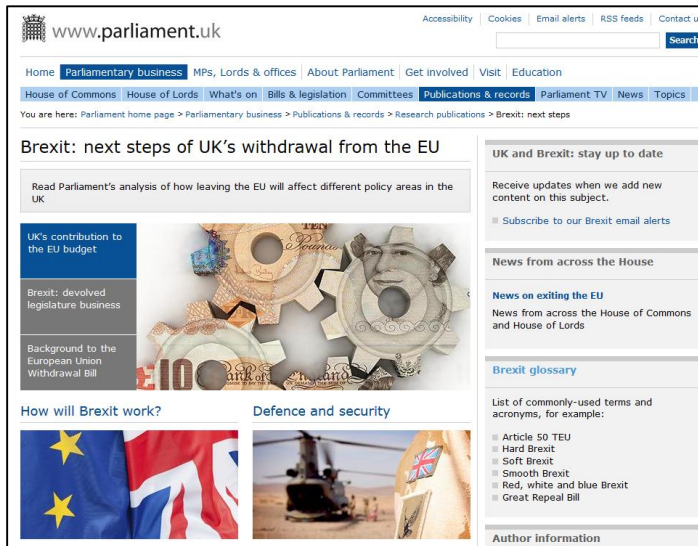 Accessibility Cookies Email alerts RSS feeds Contact u
www.parliament.uk
Search
Home Parliamentary business MPs, Lords & offices About Parliament Get involved Visit Education
House of Commons House of Lords What's on Bills & legislation Committees Publications & records Parliament TV News Topics
You are here: Parliament home page > Parliamentary business > Publications & records > Research publications > Brexit: next steps
Brexit: next steps of UK's withdrawal from the EU
Read Parliament's analysis of how leaving the EU will affect different policy areas in the
UK
UK's contribution to
the EU budget
Brexit: devolved
legislature business
Background to the
European Union
Withdrawal Bill
TEN
Pounds
£10
Bank of
How will Brexit work?
Defence and security
UK and Brexit: stay up to date
Receive updates when we add new
content on this subject.
Subscribe to our Brexit email alerts
News from across the House
News on exiting the EU
News from across the House of Commons
and House of Lords
Brexit glossary
List of commonly-used terms and
acronyms, for example:
Article 50 TEU
Hard Brexit
Soft Brexit
Smooth Brexit
Red, white and blue Brexit
Great Repeal Bill
Author information